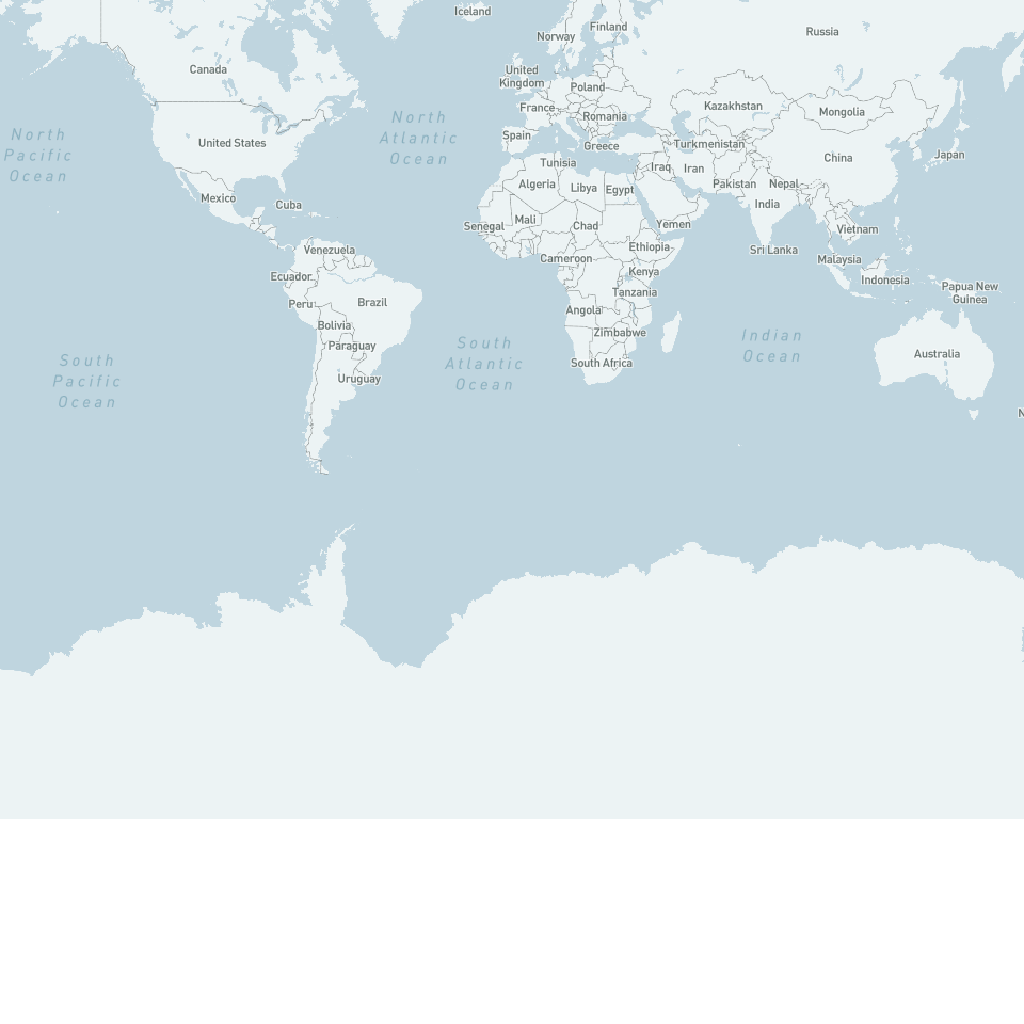 Iceland
Russia
Finland
Norway
Canada
United
Kingdom
Poland
France
Kazakhstan
Mongolia
Romania
North
Atlantic
Ocean
North
Pacific
Ocean
Spain
United States
Greece
Turkmenistan
Japan
China
Tunisia
Iraq
Iran
Algeria
Libya
Egypt
Pakistan
Nepal
Mexico
Cuba
India
Mali
Senegal
Chad
Yemen
Vietnam
Venezuela
Ethiopia
Sri Lanka
Cameroon
Malaysia
Ecuador
Kenya
Indonesia
Papua New
Guinea
Tanzania
Peru
Brazil
Angola
Bolivia
Zimbabwe
Paraguay
South
Atlantic
Ocean
Indian
Ocean
Australia
South
Pacific
Ocean
South Africa
Uruguay